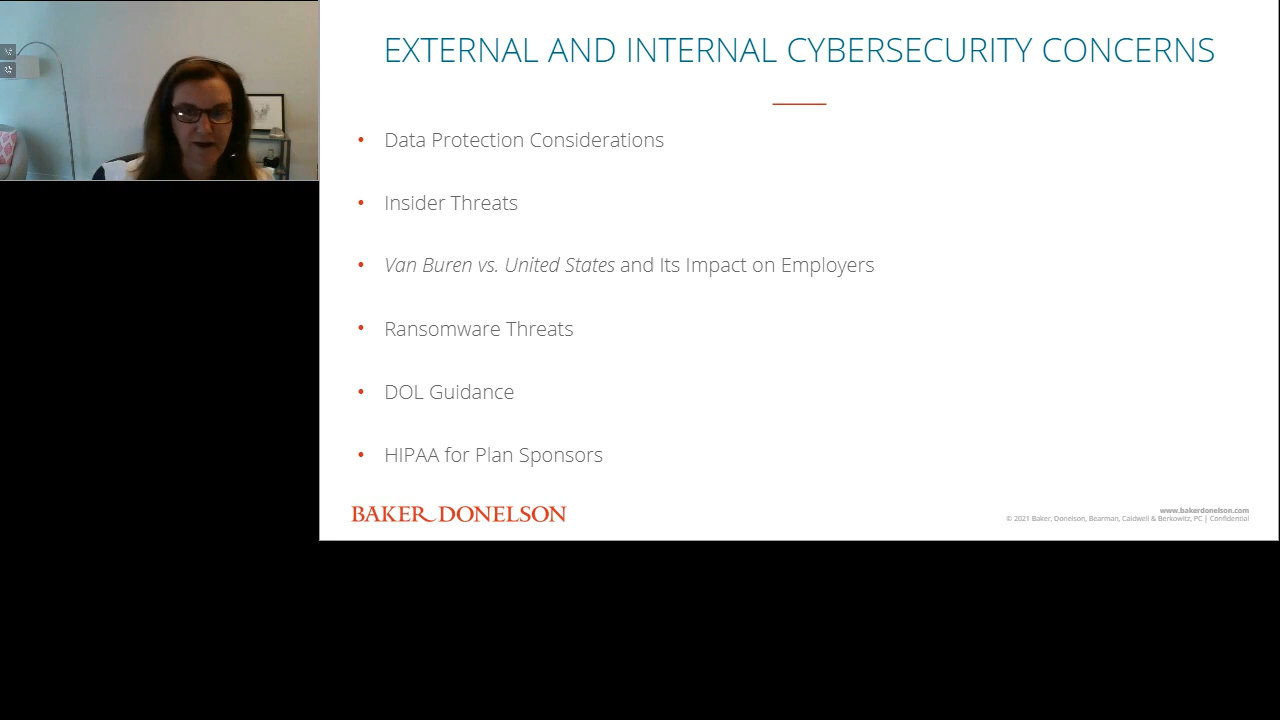 EXTERNAL AND INTERNAL CYBERSECURITY CONCERNS
• Data Protection Considerations
• Insider Threats
• Van Buren vs. United States and Its Impact on Employers
• Ransomware Threats
• DOL Guidance
• HIPAA for Plan Sponsors
BAKER DONELSON
www.bakerdonelson.com
© 2021 Baker, Donelson, Bearman, Caldwell & Berkowitz, PC | Confidential